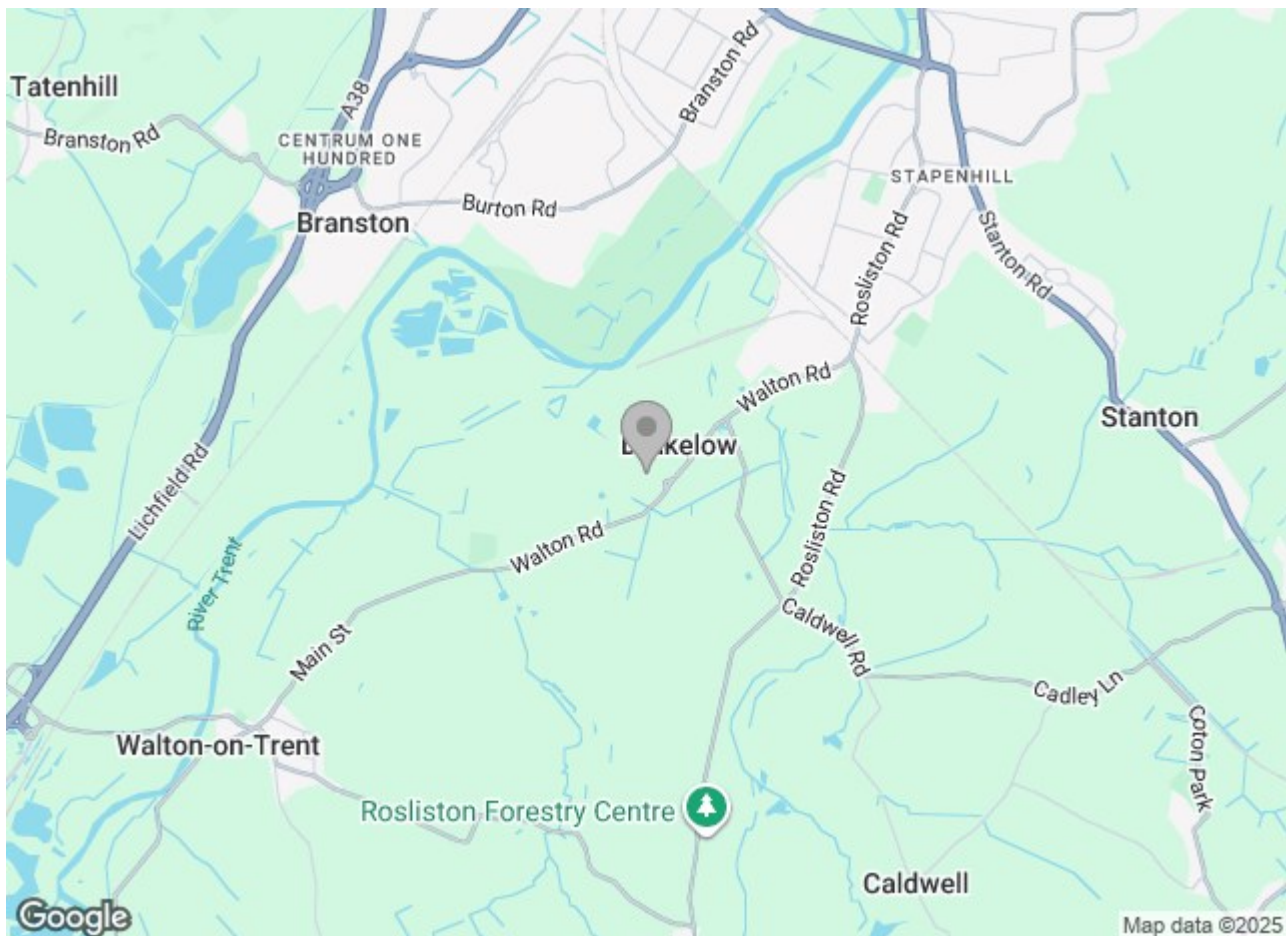 Tatenhill
Branston Rd
A38
CENTRUM ONE
HUNDRED
Branston
Burton Rd
Branston Rd
STAPENHILL
Rosliston Rd
Stanton Rd
Stanton
Walton Rd
Lichfield Rd
River Trent
Walton Rd
Rosliston Rd
Main St
Caldwell Rd
Cadley Ln
Coton Park
Walton-on-Trent
Rosliston Forestry Centre
Caldwell
Google
Map data ©2025